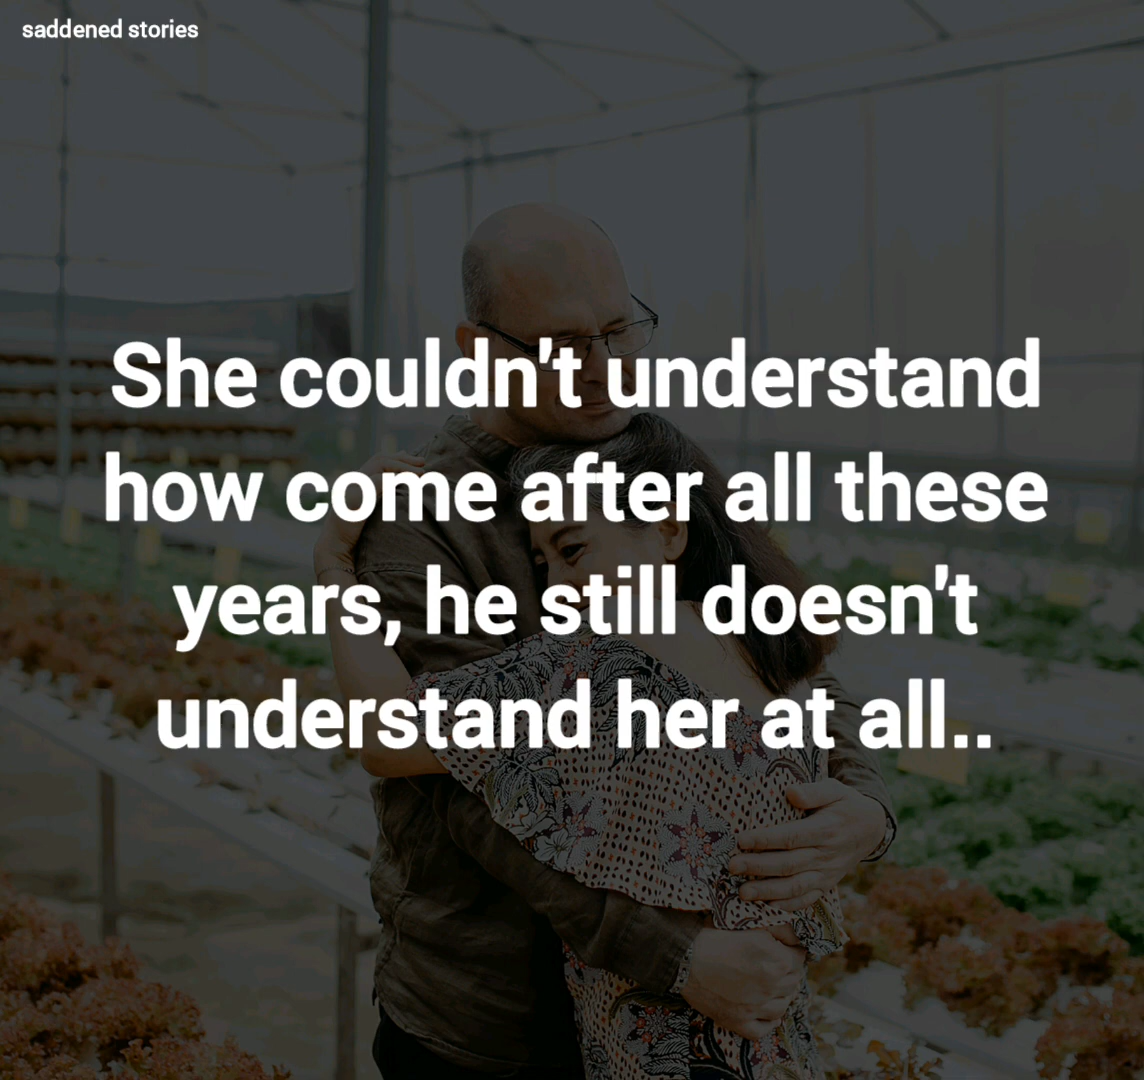 saddened stories
She couldn't understand
how come after all these
years, he still doesn't
understand her at all..